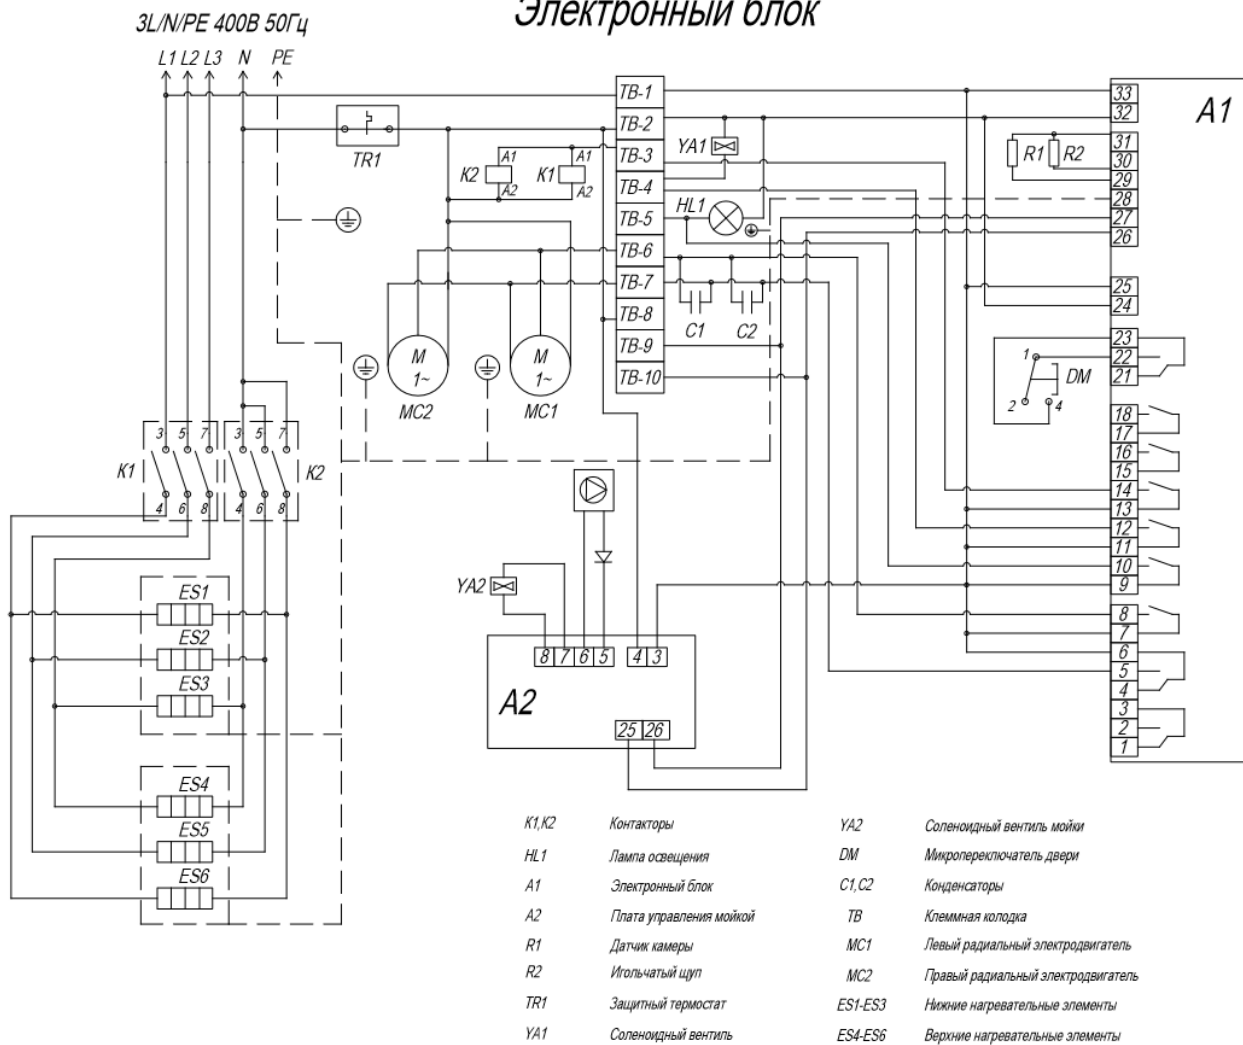 Электронный блок
3L/N/PE 400В 50Гц
L1 L2 L3 N PE
TB-1
TB-2
TB-3
TB-4
TB-5
TB-6
TB-7
TB-8
TB-9
TB-10
TR1
K2 A1 A2
K1 A1 A2
YA1
HL1
R1 R2
A1
33
32
31
30
29
28
27
26
25
24
23
22
21
18
17
16
15
14
13
12
11
10
9
8
7
6
5
4
3
2
1
C1 C2
1 2 4 DM
M 1~
MC2
M 1~
MC1
K1 3 5 7 3 5 7 K2
4 6 8 4 6 8
YA2
8 7 6 5 4 3
A2
25 26
ES1
ES2
ES3
ES4
ES5
ES6
K1,K2 Контакторы
HL1 Лампа освещения
A1 Электронный блок
A2 Плата управления мойкой
R1 Датчик камеры
R2 Игольчатый щуп
TR1 Защитный термостат
YA1 Соленоидный вентиль
YA2 Соленоидный вентиль мойки
DM Микропереключатель двери
C1,C2 Конденсаторы
TB Клеммная колодка
MC1 Левый радиальный электродвигатель
MC2 Правый радиальный электродвигатель
ES1-ES3 Нижние нагревательные элементы
ES4-ES6 Верхние нагревательные элементы